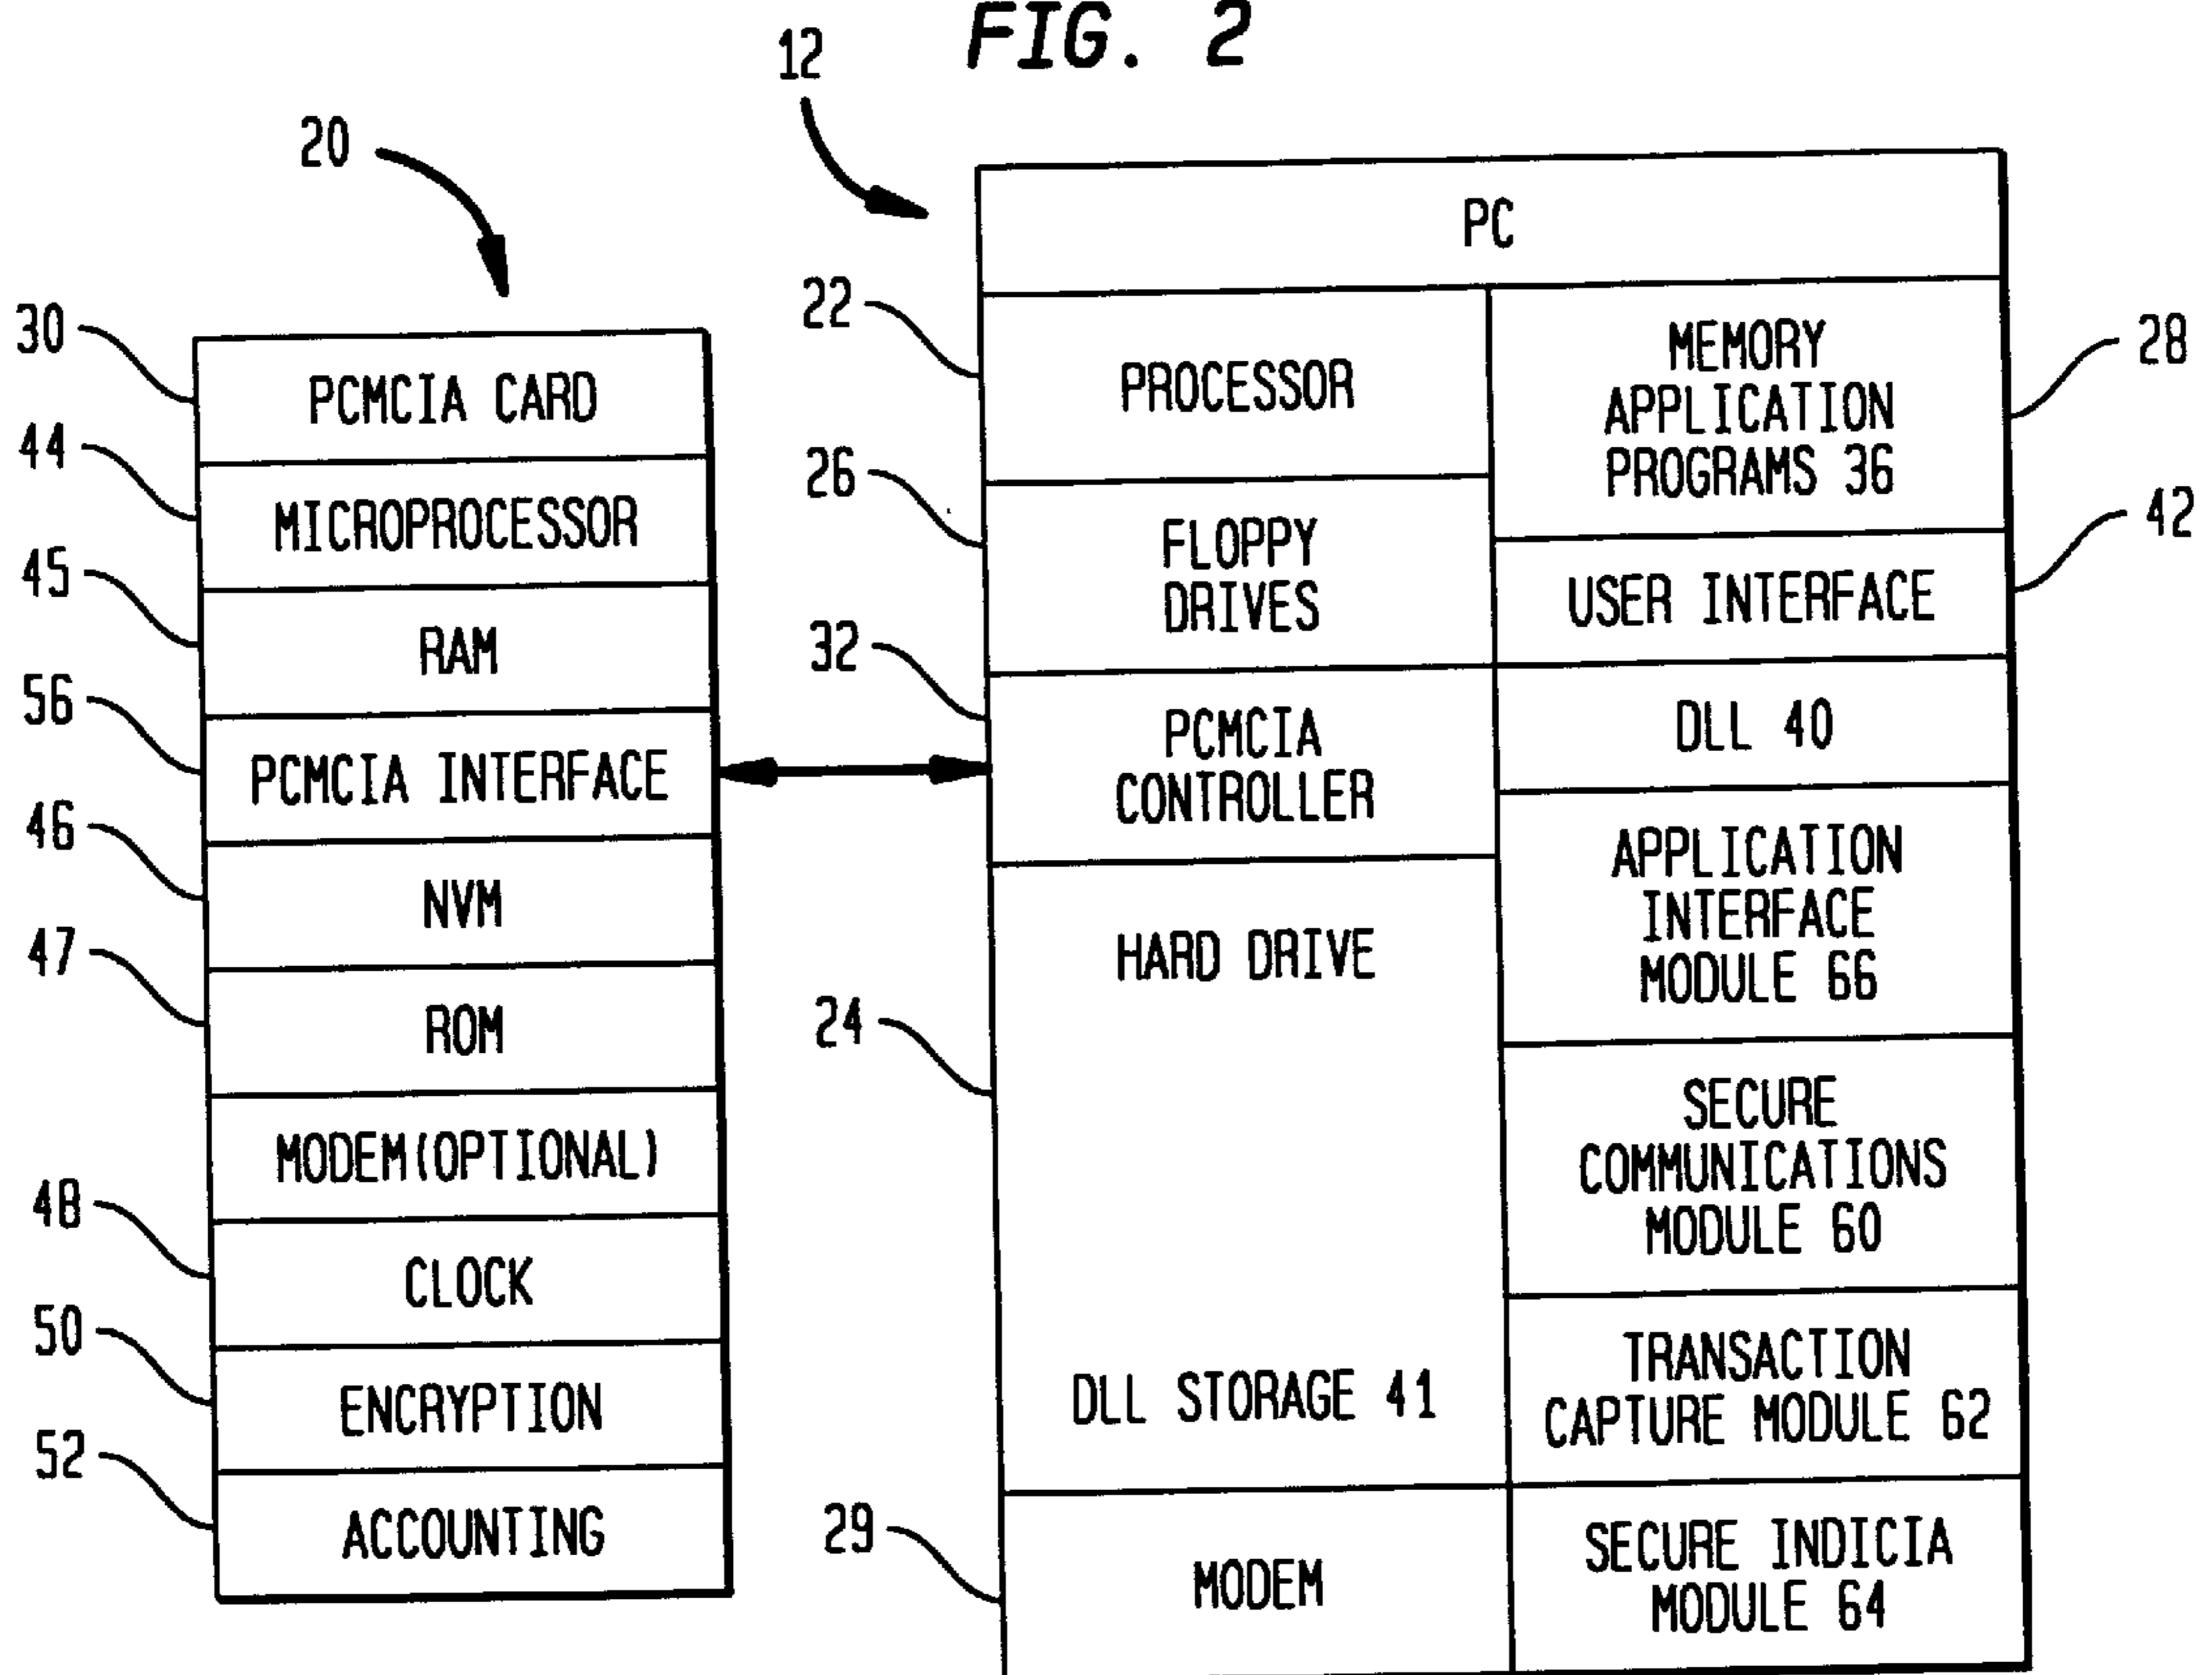 FIG. 2
12
20
30
PCMCIA CARD
44
MICROPROCESSOR
45
RAM
56
PCMCIA INTERFACE
46
NVM
47
ROM
MODEM(OPTIONAL)
48
CLOCK
50
ENCRYPTION
52
ACCOUNTING
PC
22
PROCESSOR
26
FLOPPY
DRIVES
32
PCMCIA
CONTROLLER
24
HARD DRIVE
DLL STORAGE 41
29
MODEM
28
MEMORY
APPLICATION
PROGRAMS 36
42
USER INTERFACE
DLL 40
APPLICATION
INTERFACE
MODULE 66
SECURE
COMMUNICATIONS
MODULE 60
TRANSACTION
CAPTURE MODULE 62
SECURE INDICIA
MODULE 64